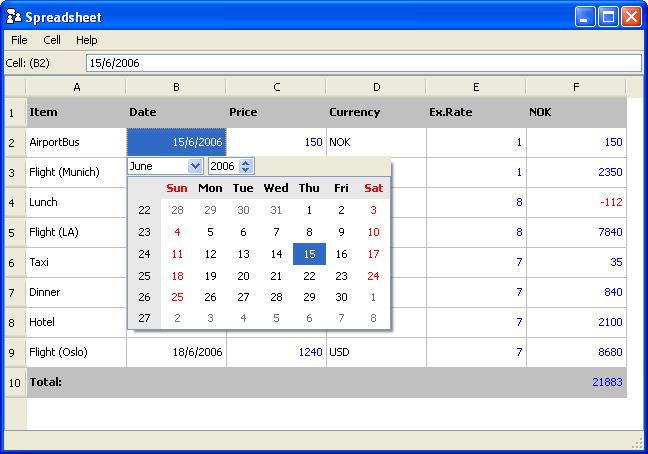 Spreadsheet
File Cell Help
Cell: (B2) 15/6/2006
A B C D E F
1 Item Date Price Currency Ex.Rate NOK
2 AirportBus 15/6/2006 150 NOK 1 150
3 Flight (Munich) 1 2350
June 2006
Sun Mon Tue Wed Thu Fri Sat
4 Lunch 8 -112
22 28 29 30 31 1 2 3
5 Flight (LA) 8 7840
23 4 5 6 7 8 9 10
24 11 12 13 14 15 16 17
6 Taxi 7 35
25 18 19 20 21 22 23 24
7 Dinner 7 840
26 25 26 27 28 29 30 1
8 Hotel 7 2100
27 2 3 4 5 6 7 8
9 Flight (Oslo) 18/6/2006 1240 USD 7 8680
10 Total: 21883